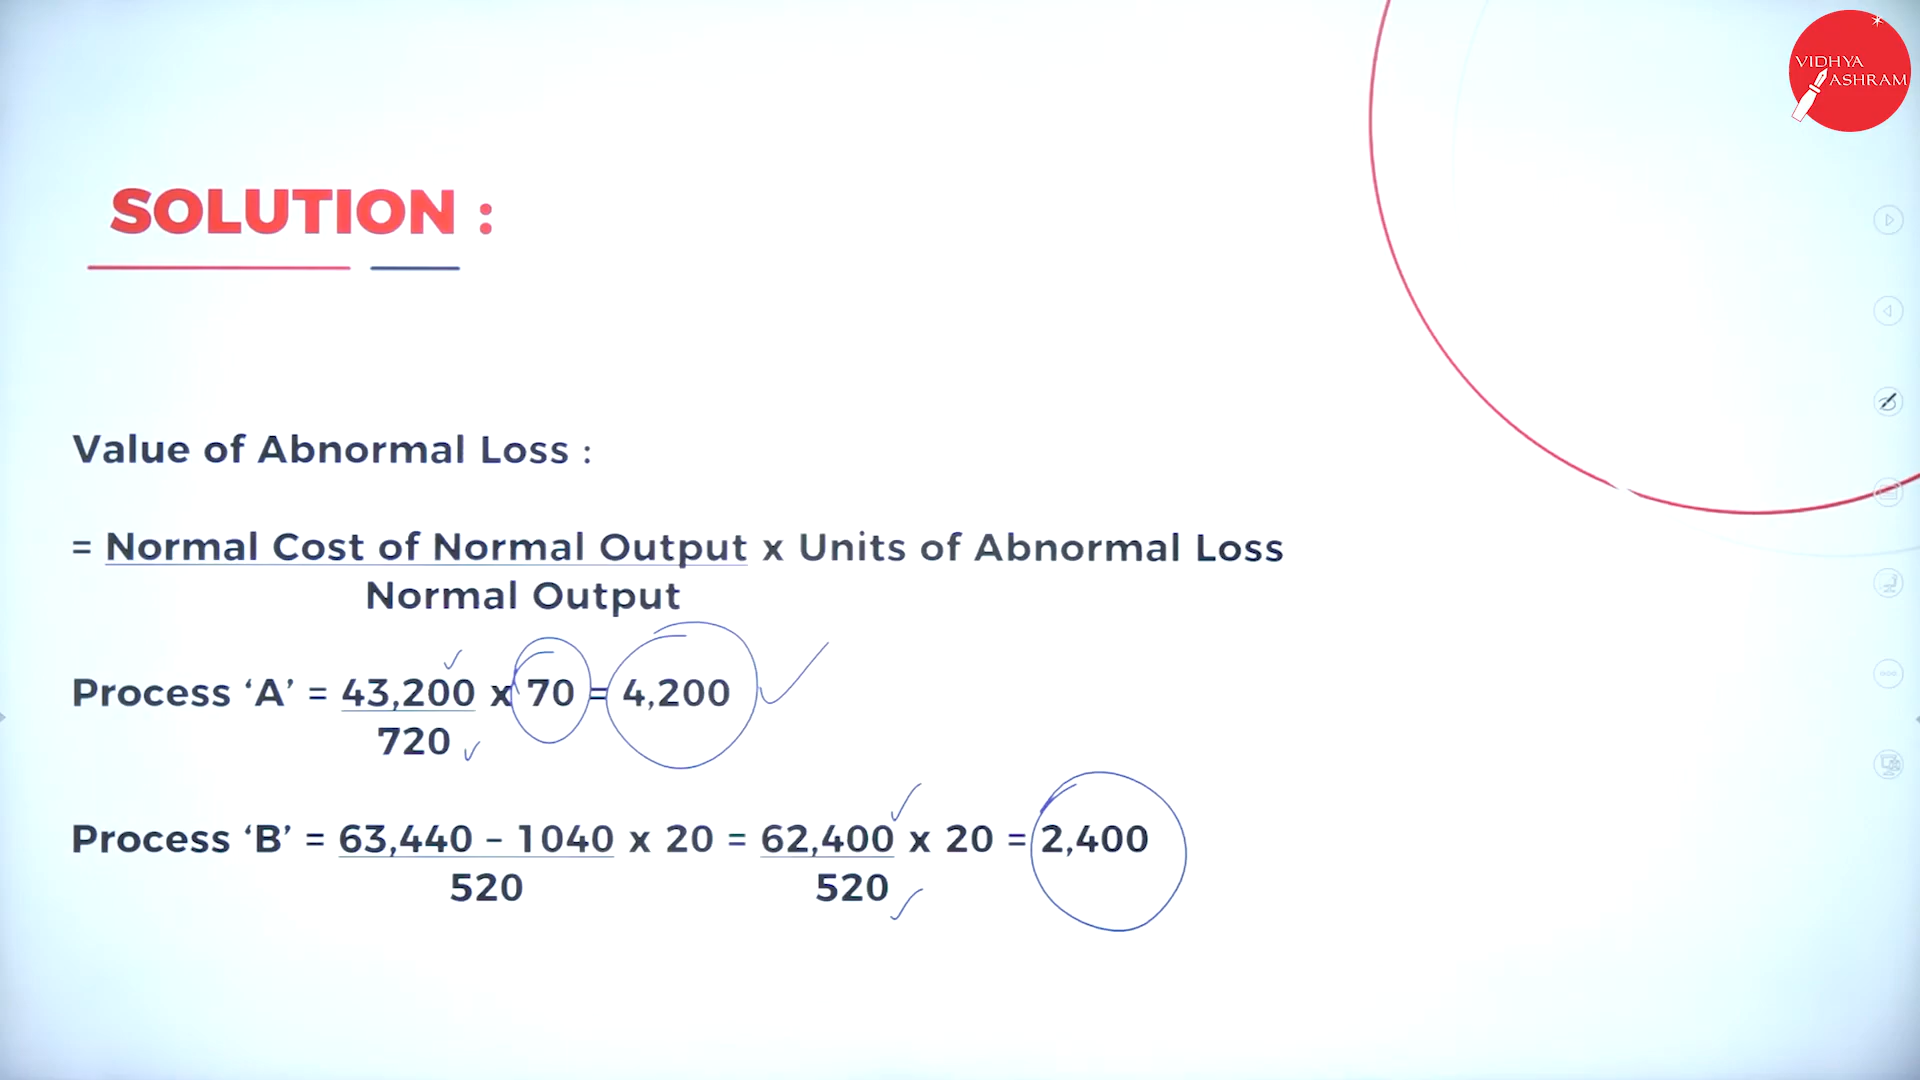 VIDHYA
ASHRAM
SOLUTION :
Value of Abnormal Loss :
= Normal Cost of Normal Output x Units of Abnormal Loss
Normal Output
Process ‘A’ = 43,200 x 70 = 4,200
720
Process ‘B’ = 63,440 – 1040 x 20 = 62,400 x 20 = 2,400
520 520